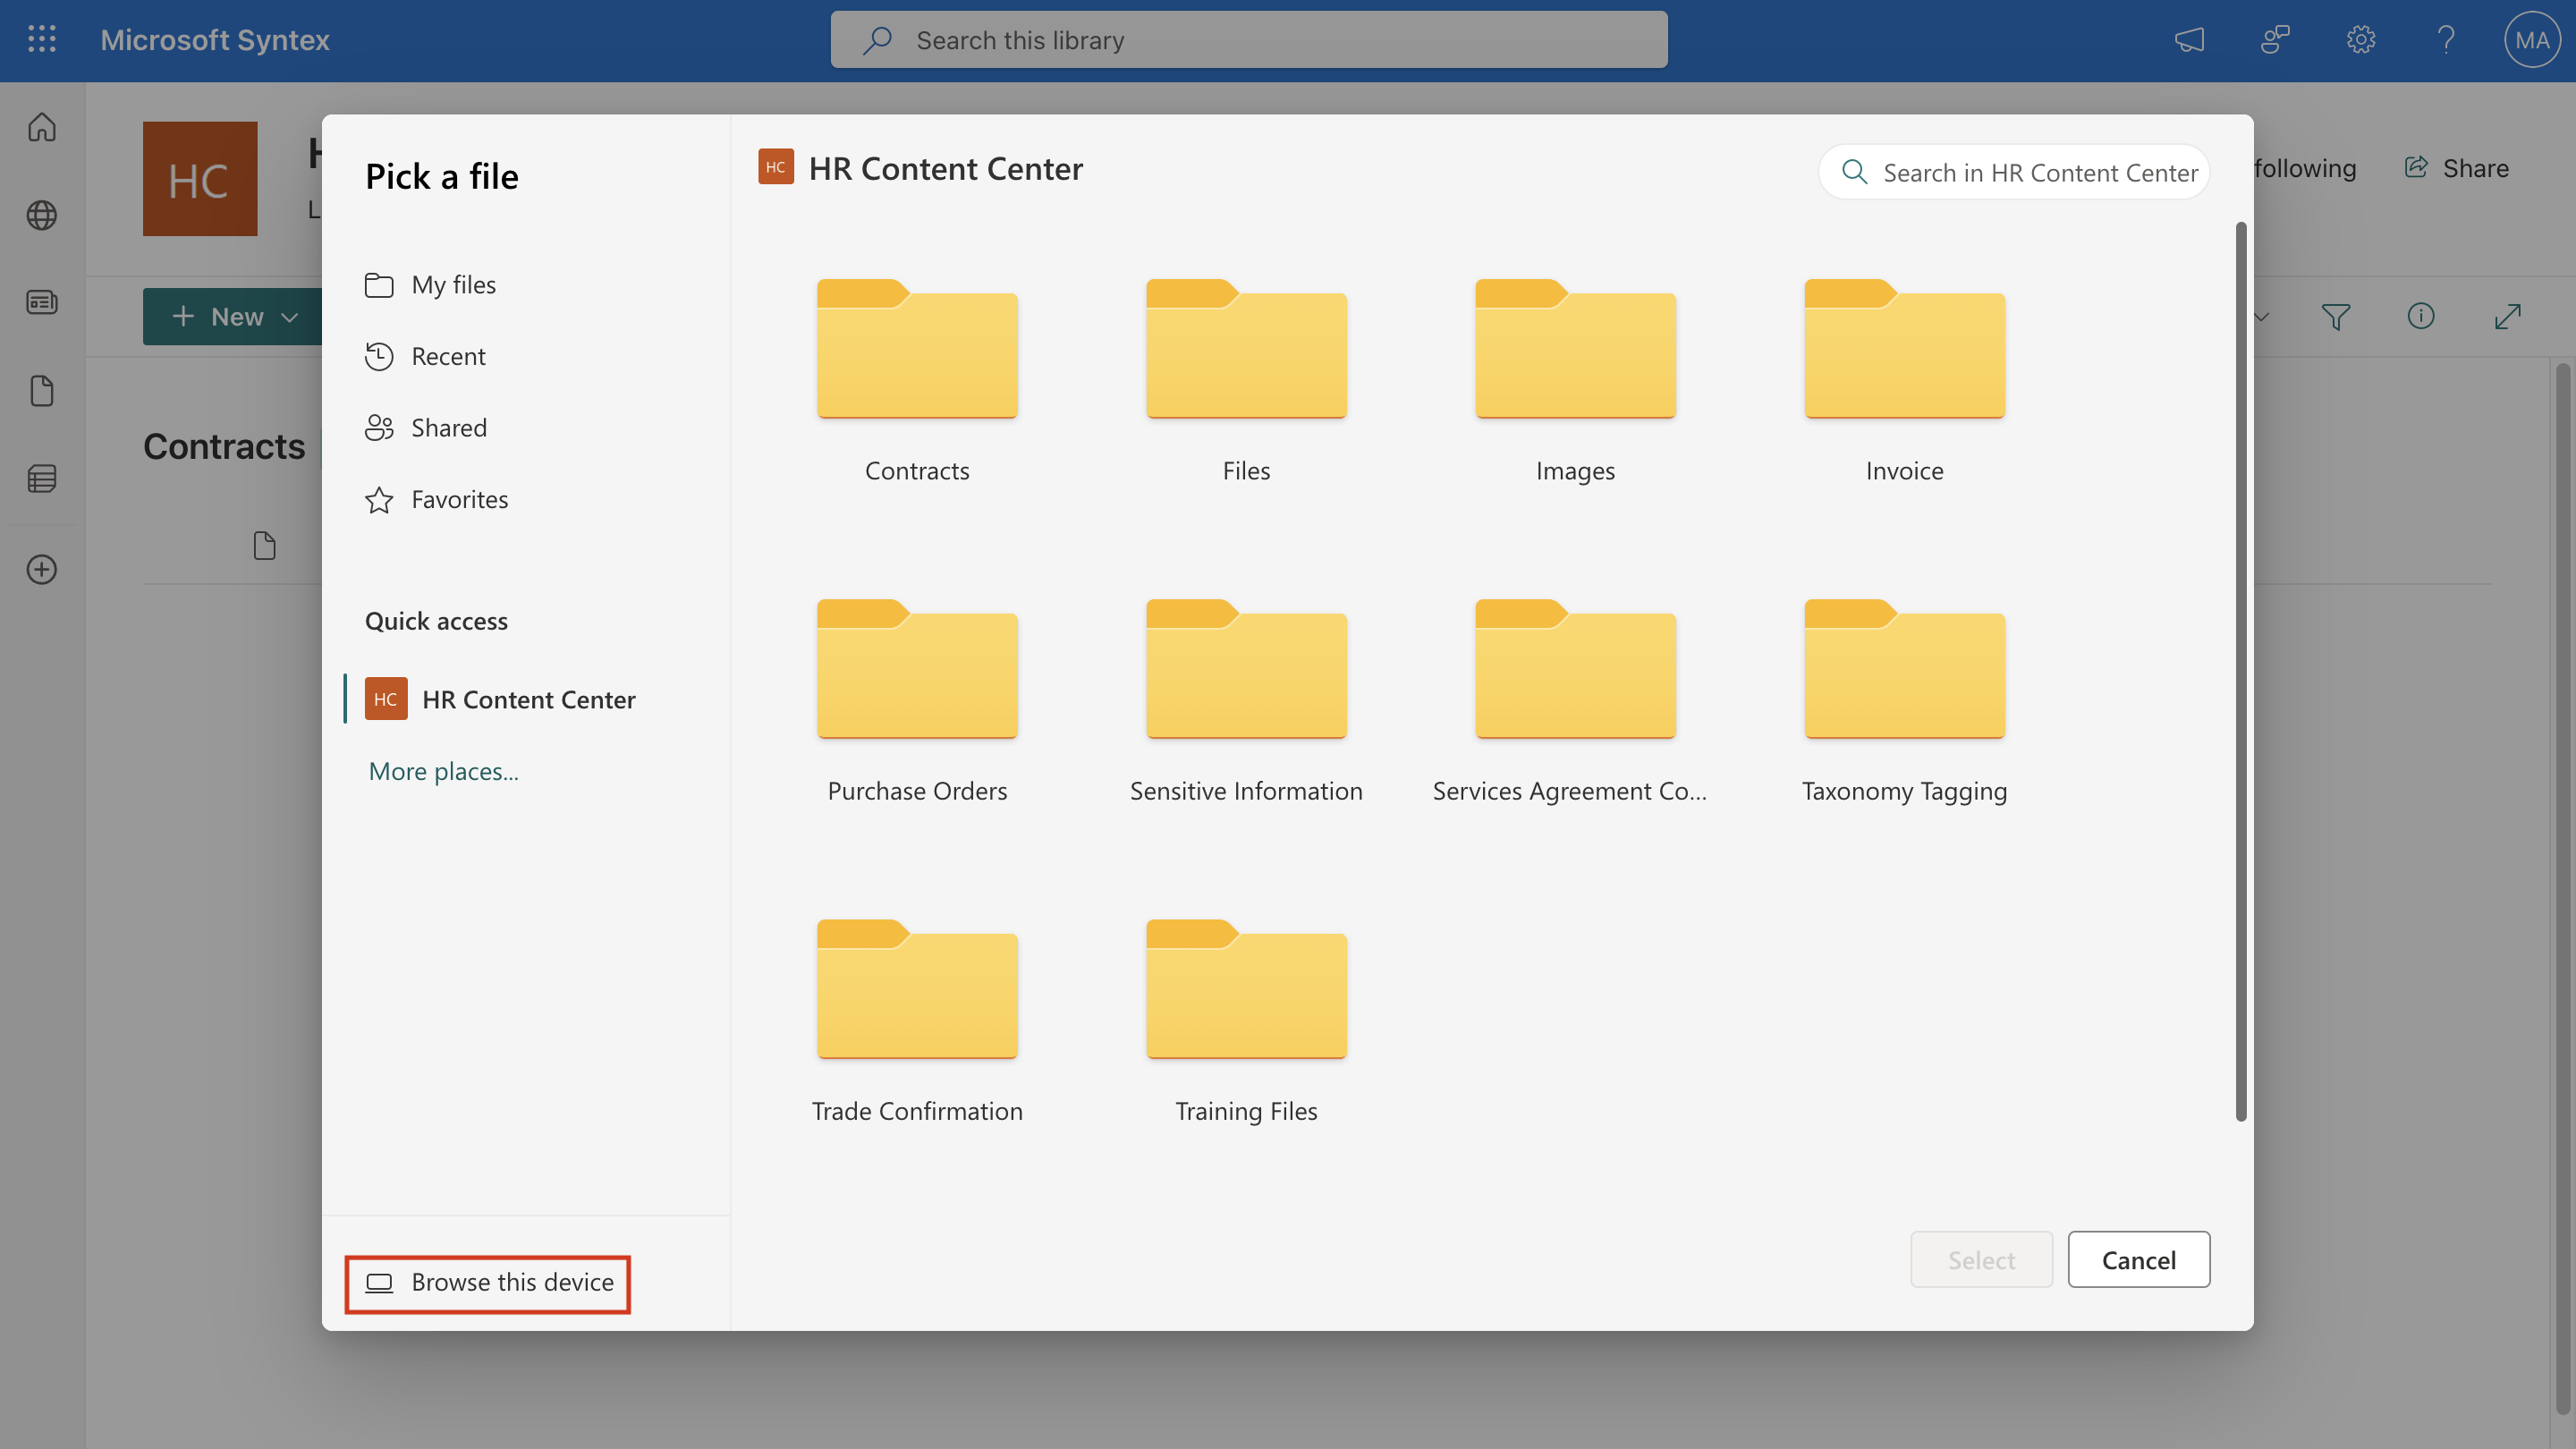 Microsoft Syntex
Search this library
MA
HC
H
L
following
Share
New
Contracts
Pick a file
My files
Recent
Shared
Favorites
Quick access
HC HR Content Center
More places...
Browse this device
HC HR Content Center
Search in HR Content Center
Contracts
Files
Images
Invoice
Purchase Orders
Sensitive Information
Services Agreement Co...
Taxonomy Tagging
Trade Confirmation
Training Files
Select
Cancel